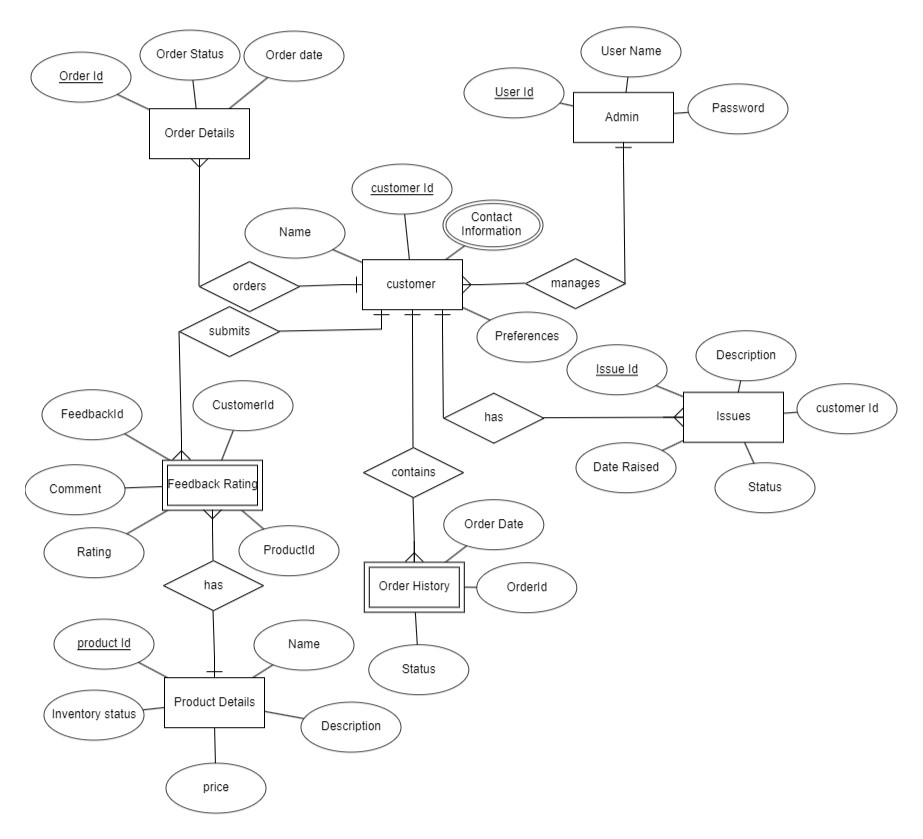 Order Status
Order date
Order Id
Order Details
User Name
User Id
Admin
Password
customer Id
Name
Contact
Information
customer
orders
manages
submits
Preferences
Issue Id
Description
FeedbackId
CustomerId
has
Issues
customer Id
Date Raised
Status
Feedback Rating
Comment
contains
Rating
ProductId
Order Date
has
Order History
OrderId
product Id
Name
Status
Inventory status
Product Details
Description
price